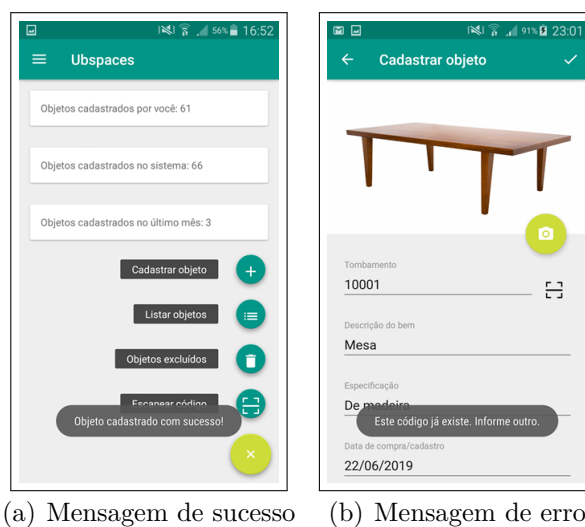 56% 16:52
Ubspaces
Objetos cadastrados por você: 61
Objetos cadastrados no sistema: 66
Objetos cadastrados no último mês: 3
Cadastrar objeto
Listar objetos
Objetos excluídos
Escanear código
Objeto cadastrado com sucesso!
(a) Mensagem de sucesso
91% 23:01
Cadastrar objeto
Tombamento
10001
Descrição do bem
Mesa
Especificação
De madeira
Este código já existe. Informe outro.
Data de compra/cadastro
22/06/2019
(b) Mensagem de erro